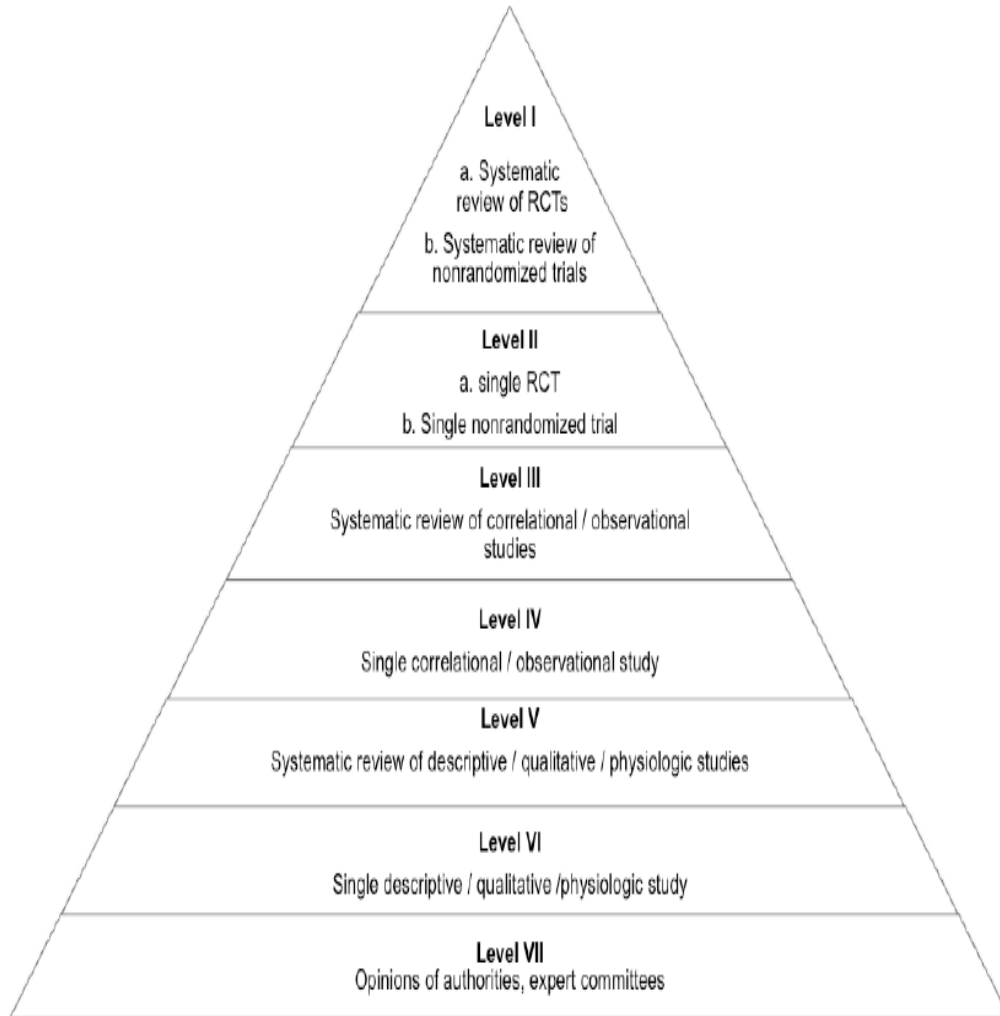 Level I
a. Systematic
review of RCTs
b. Systematic review of
nonrandomized trials
Level II
a. single RCT
b. Single nonrandomized trial
Level III
Systematic review of correlational / observational
studies
Level IV
Single correlational / observational study
Level V
Systematic review of descriptive / qualitative / physiologic studies
Level VI
Single descriptive / qualitative /physiologic study
Level VII
Opinions of authorities, expert committees